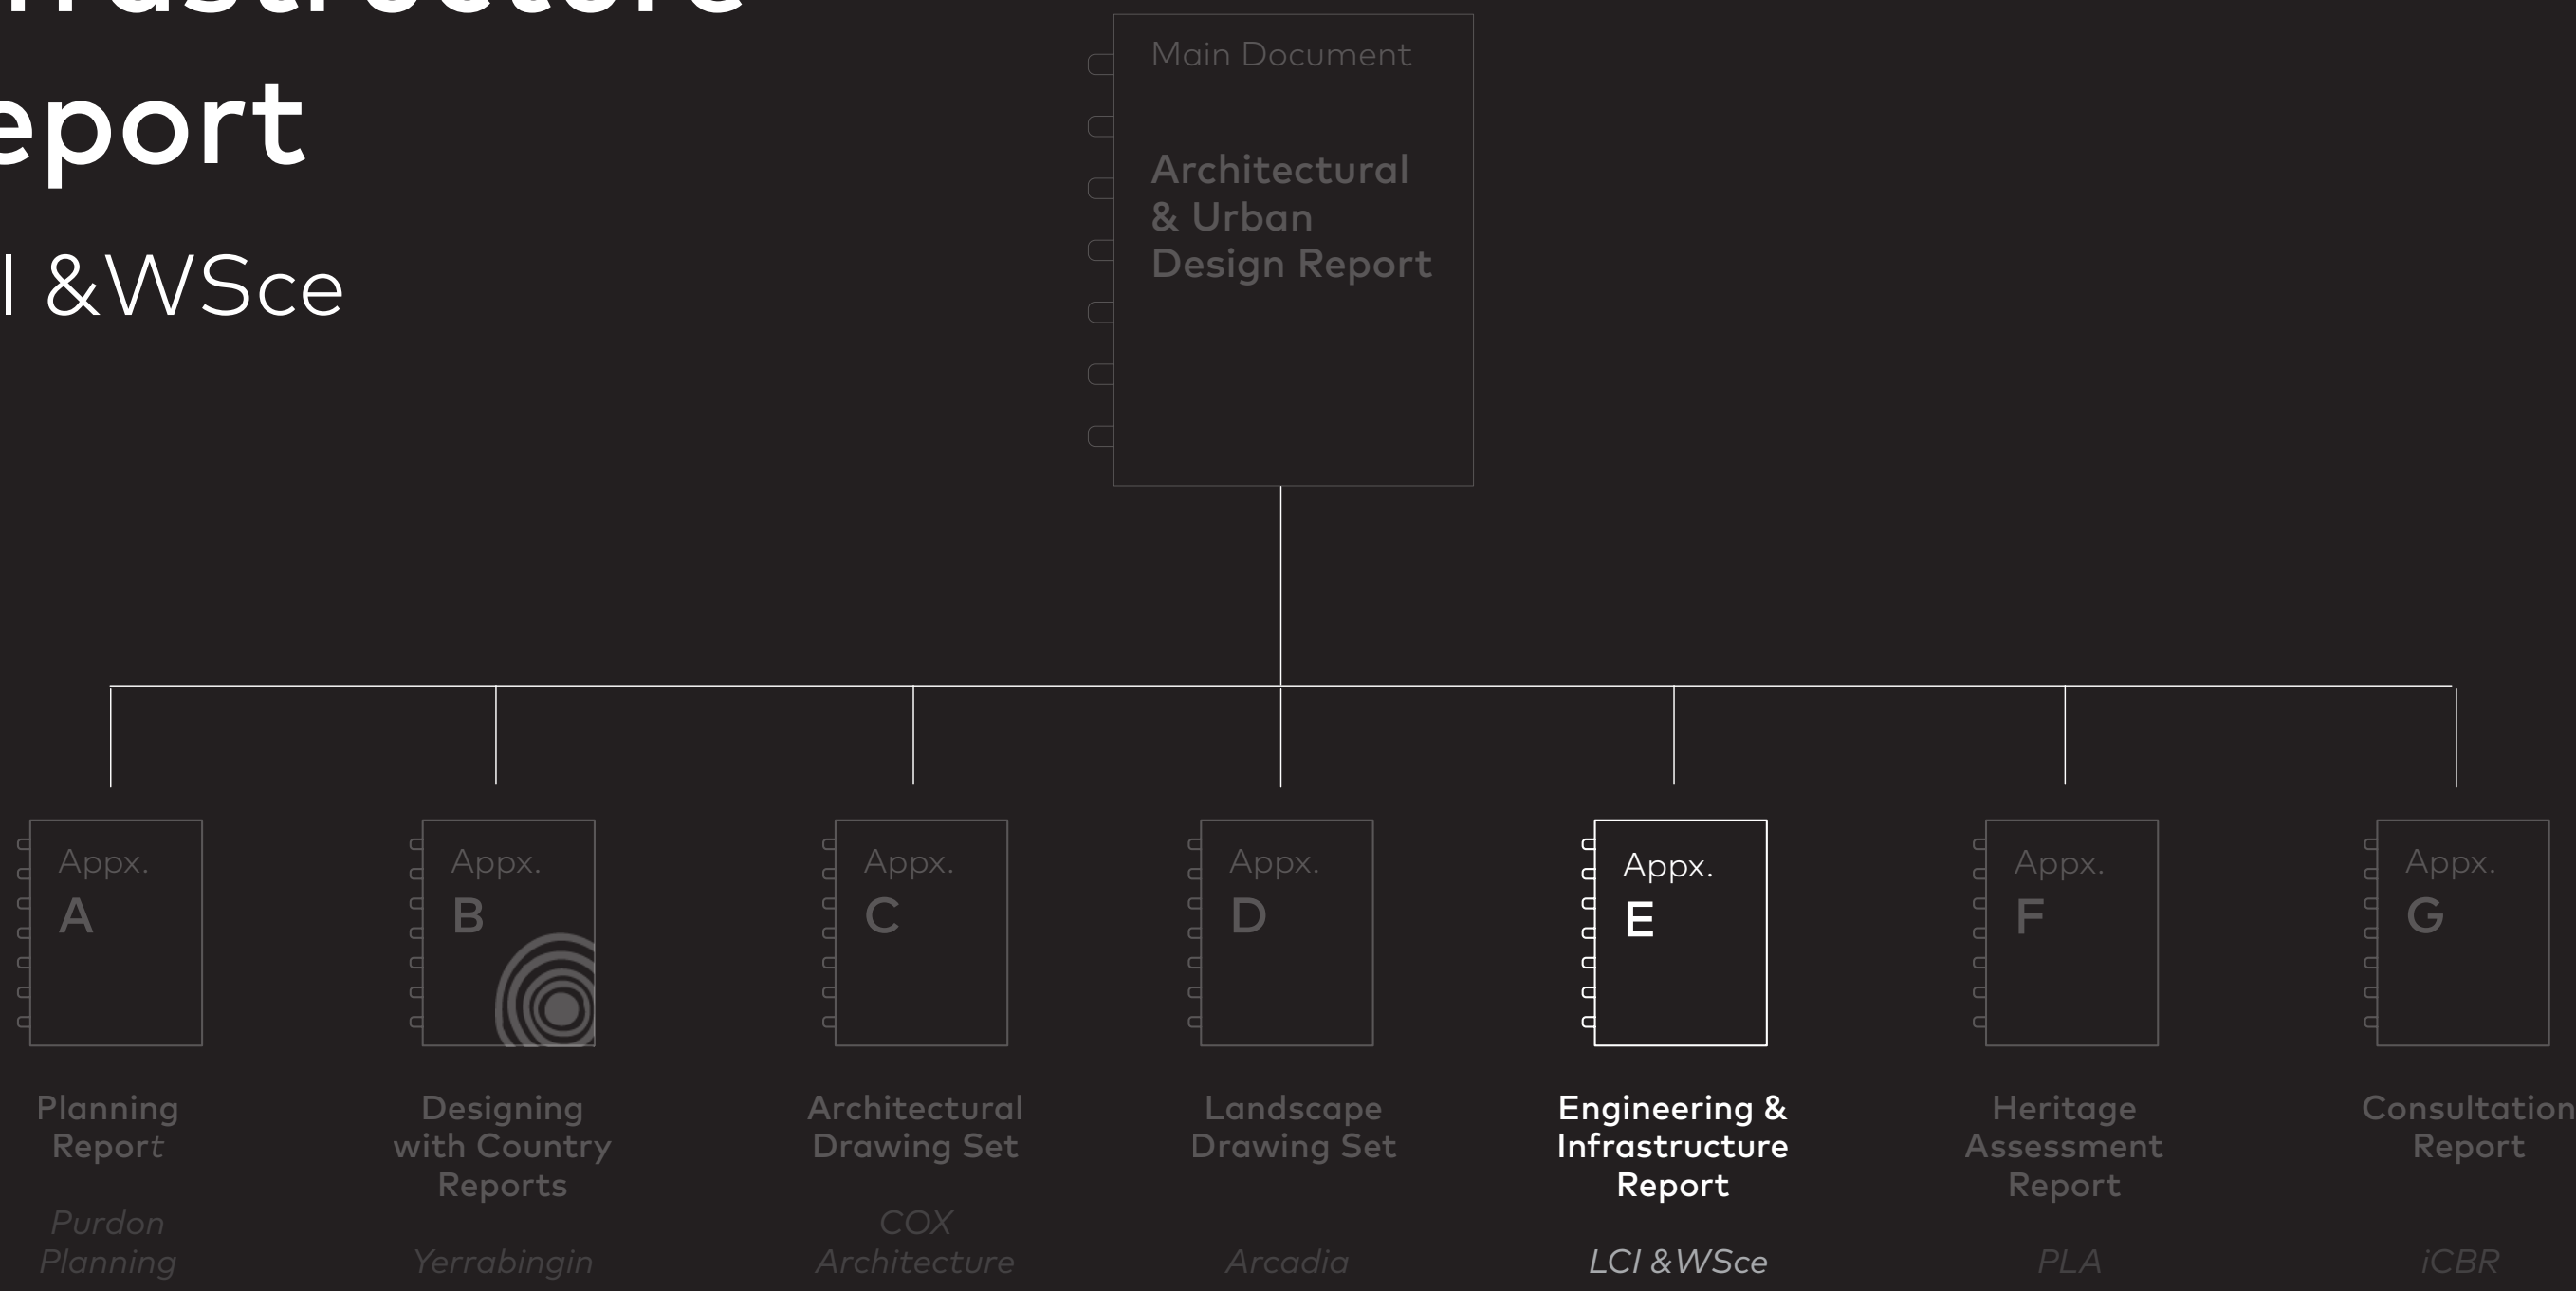 nfrastructure
eport
I &WSce
Main Document
Architectural
& Urban
Design Report
Appx.
A
Planning
Report
Purdon
Planning
Appx.
B
Designing
with Country
Reports
Yerrabingin
Appx.
C
Architectural
Drawing Set
COX
Architecture
Appx.
D
Landscape
Drawing Set
Arcadia
Appx.
E
Engineering &
Infrastructure
Report
LCI &WSce
Appx.
F
Heritage
Assessment
Report
PLA
Appx.
G
Consultation
Report
iCBR